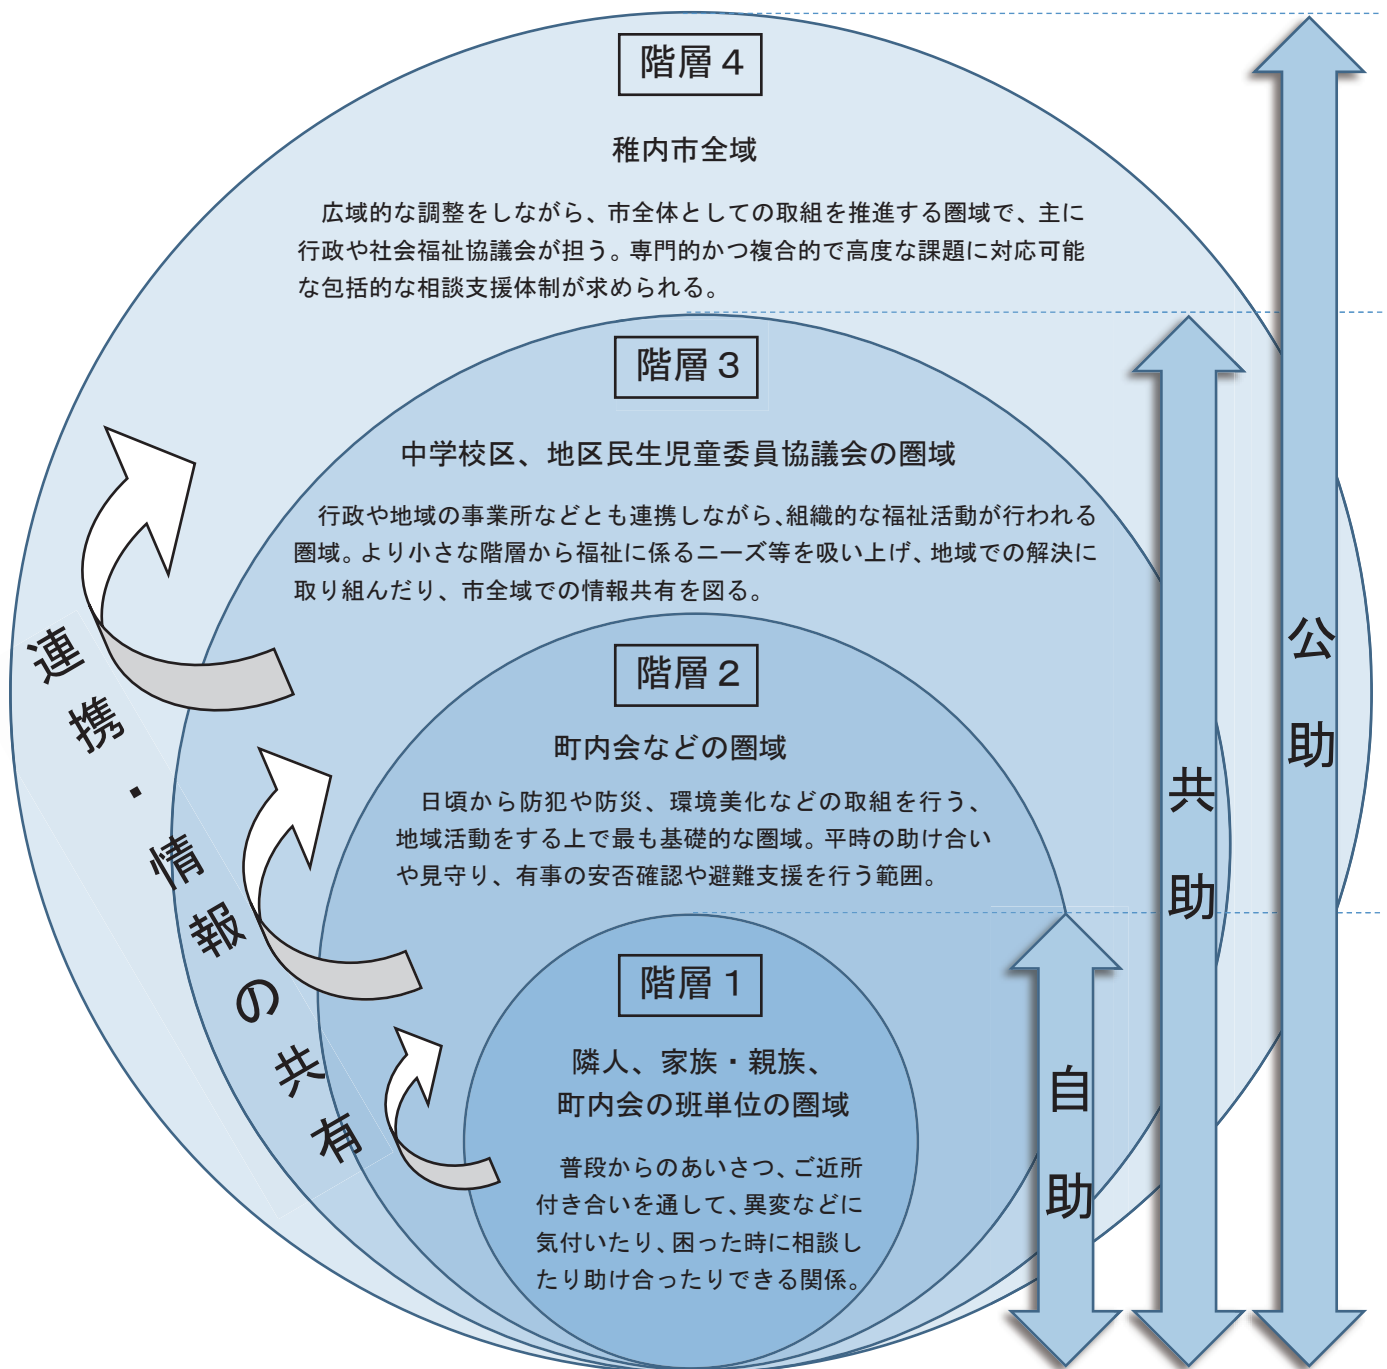 階層４
稚内市全域
広域的な調整をしながら、市全体としての取組を推進する圏域で、主に
行政や社会福祉協議会が担う。専門的かつ複合的で高度な課題に対応可能
な包括的な相談支援体制が求められる。
階層３
中学校区、地区民生児童委員協議会の圏域
行政や地域の事業所などとも連携しながら、組織的な福祉活動が行われる
圏域。より小さな階層から福祉に係るニーズ等を吸い上げ、地域での解決に
取り組んだり、市全域での情報共有を図る。
階層２
町内会などの圏域
日頃から防犯や防災、環境美化などの取組を行う、
地域活動をする上で最も基礎的な圏域。平時の助け合い
や見守り、有事の安否確認や避難支援を行う範囲。
階層１
隣人、家族・親族、
町内会の班単位の圏域
普段からのあいさつ、ご近所
付き合いを通して、異変などに
気付いたり、困った時に相談し
たり助け合ったりできる関係。
連携・情報の共有
自助
共助
公助